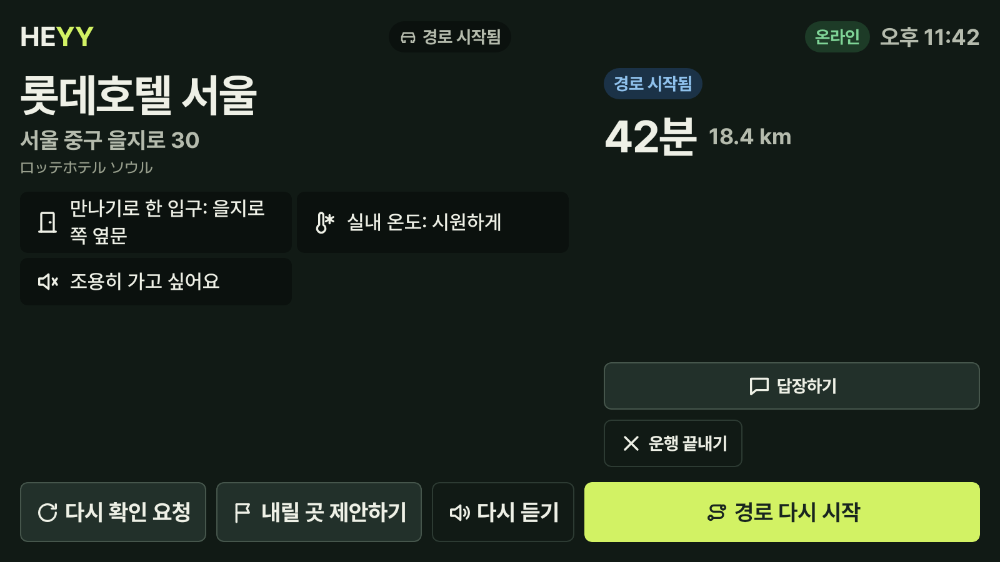 HEYY
경로 시작됨
온라인
오후 11:42
롯데호텔 서울
서울 중구 을지로 30
ロッテホテル ソウル
경로 시작됨
42분 18.4 km
만나기로 한 입구: 을지로
쪽 옆문
실내 온도: 시원하게
조용히 가고 싶어요
답장하기
운행 끝내기
다시 확인 요청
내릴 곳 제안하기
다시 듣기
경로 다시 시작